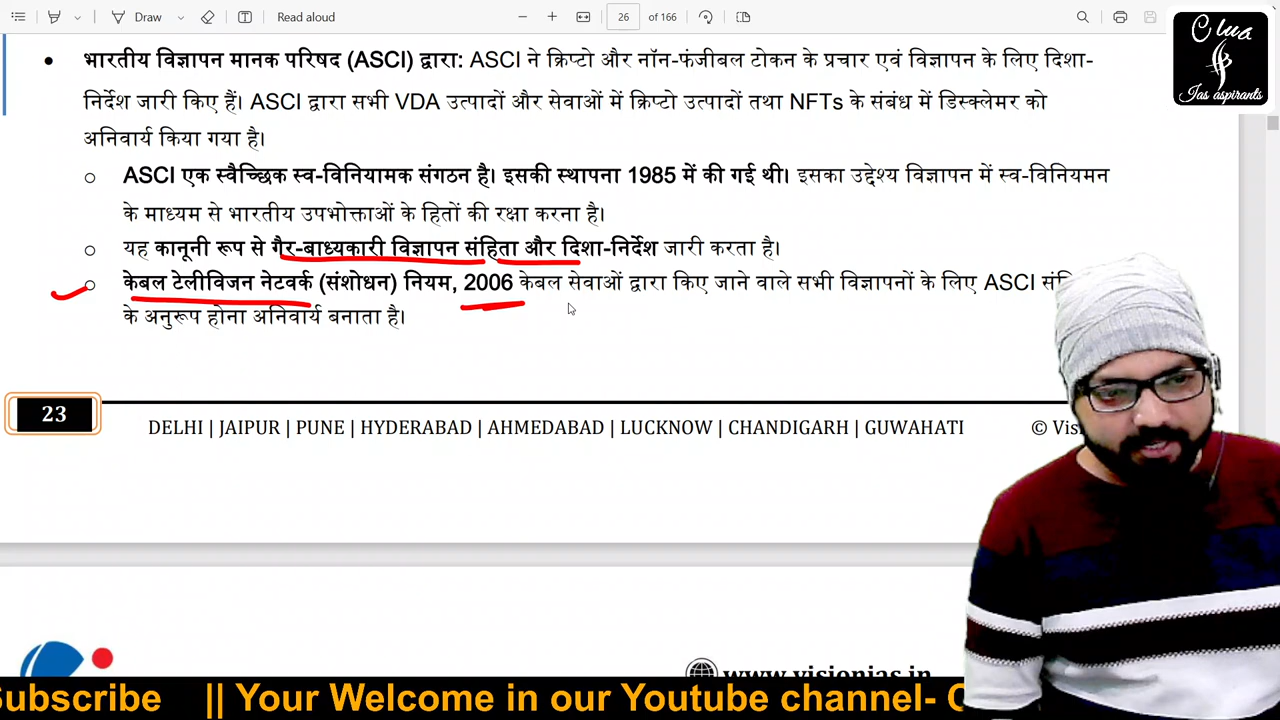 Draw
Read aloud
26
of 166
C lua
Ias aspirants
भारतीय विज्ञापन मानक परिषद (ASCI) द्वारा: ASCI ने क्रिप्टो और नॉन-फंजीबल टोकन के प्रचार एवं विज्ञापन के लिए दिशा-
निर्देश जारी किए हैं। ASCI द्वारा सभी VDA उत्पादों और सेवाओं में क्रिप्टो उत्पादों तथा NFTs के संबंध में डिस्क्लेमर को
अनिवार्य किया गया है।
ASCI एक स्वैच्छिक स्व-विनियामक संगठन है। इसकी स्थापना 1985 में की गई थी। इसका उद्देश्य विज्ञापन में स्व-विनियमन
के माध्यम से भारतीय उपभोक्ताओं के हितों की रक्षा करना है।
यह कानूनी रूप से गैर-बाध्यकारी विज्ञापन संहिता और दिशा-निर्देश जारी करता है।
केबल टेलीविजन नेटवर्क (संशोधन) नियम, 2006 केबल सेवाओं द्वारा किए जाने वाले सभी विज्ञापनों के लिए ASCI
के अनुरूप होना अनिवार्य बनाता है।
23
DELHI | JAIPUR | PUNE | HYDERABAD | AHMEDABAD | LUCKNOW | CHANDIGARH | GUWAHATI
©
www.visionias.in
Subscribe || Your Welcome in our Youtube channel-